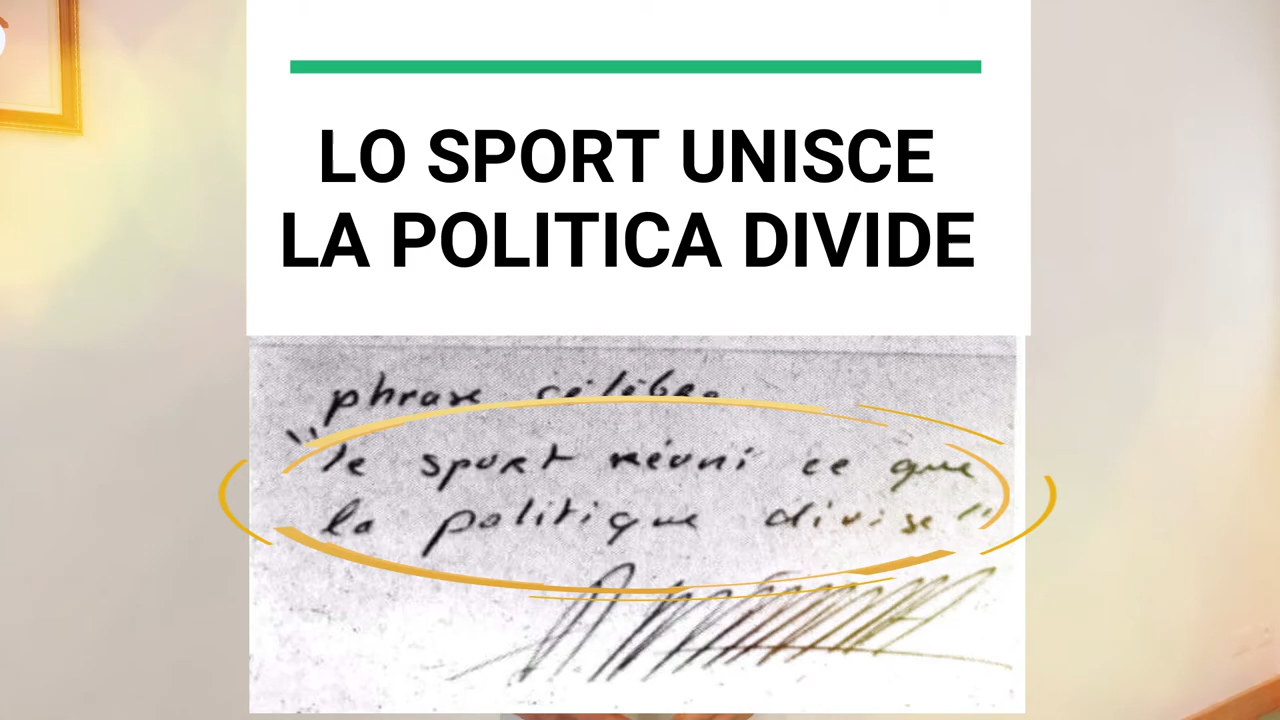 LO SPORT UNISCE
LA POLITICA DIVIDE
phrase célèbre
"le sport réuni ce que
la politique divise"